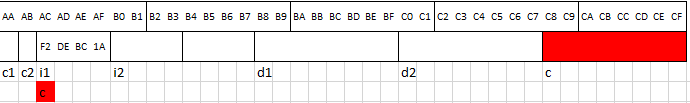 AA AB AC AD AE AF B0 B1 B2 B3 B4 B5 B6 B7 B8 B9 BA BB BC BD BE BF C0 C1 C2 C3 C4 C5 C6 C7 C8 C9 CA CB CC CD CE CF
F2 DE BC 1A
c1 c2 i1 i2 d1 d2 c
c